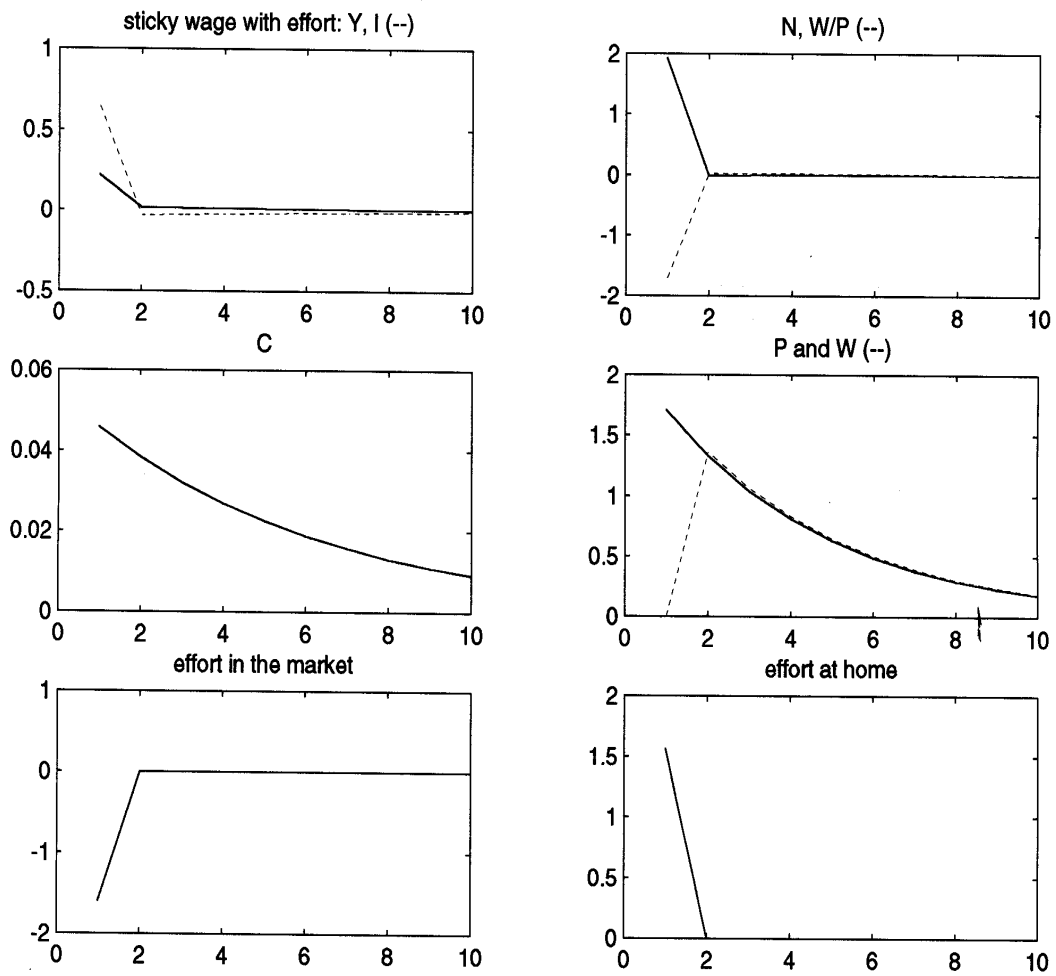 sticky wage with effort: Y, I (--)
1
0.5
0
-0.5
0 2 4 6 8 10
N, W/P (--)
2
1
0
-1
-2
0 2 4 6 8 10
C
0.06
0.04
0.02
0
0 2 4 6 8 10
P and W (--)
2
1.5
1
0.5
0
0 2 4 6 8 10
effort in the market
1
0
-1
-2
0 2 4 6 8 10
effort at home
2
1.5
1
0.5
0
0 2 4 6 8 10